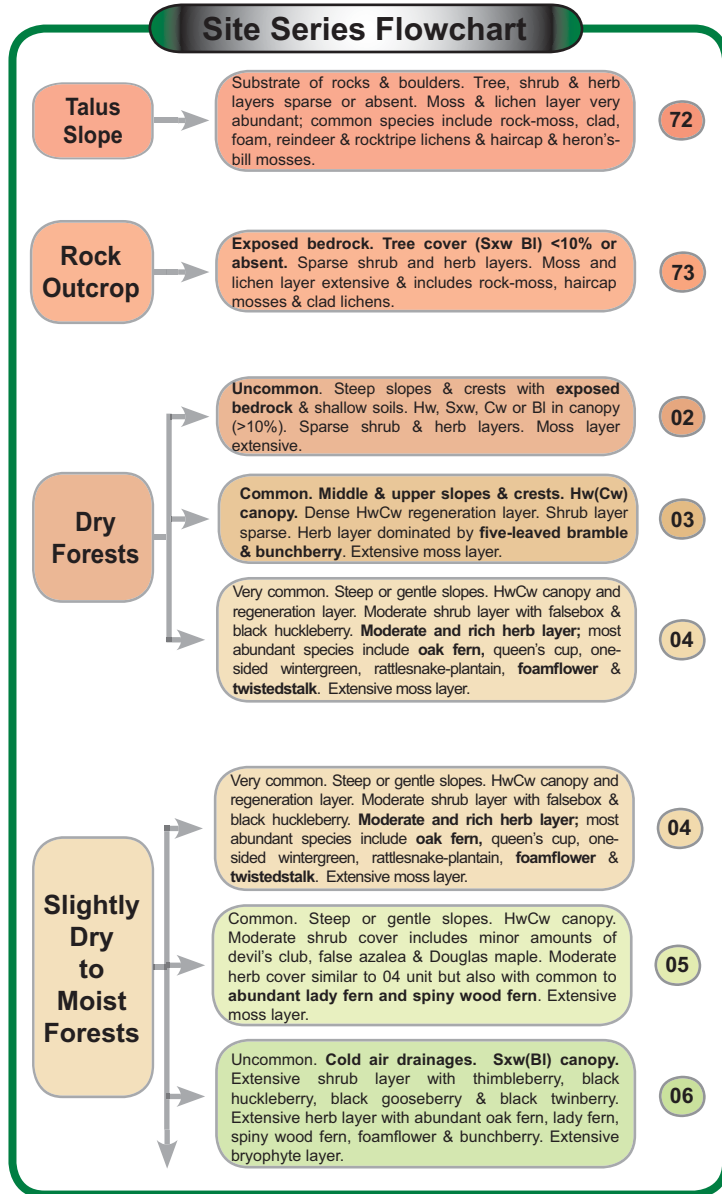 Site Series Flowchart
Talus
Slope
Substrate of rocks & boulders. Tree, shrub & herb
layers sparse or absent. Moss & lichen layer very
abundant; common species include rock-moss, clad,
foam, reindeer & rocktripe lichens & haircap & heron's-
bill mosses.
72
Rock
Outcrop
Exposed bedrock. Tree cover (Sxw Bl) <10% or
absent. Sparse shrub and herb layers. Moss and
lichen layer extensive & includes rock-moss, haircap
mosses & clad lichens.
73
Dry
Forests
Uncommon. Steep slopes & crests with exposed
bedrock & shallow soils. Hw, Sxw, Cw or Bl in canopy
(>10%). Sparse shrub & herb layers. Moss layer
extensive.
02
Common. Middle & upper slopes & crests. Hw(Cw)
canopy. Dense HwCw regeneration layer. Shrub layer
sparse. Herb layer dominated by five-leaved bramble
& bunchberry. Extensive moss layer.
03
Very common. Steep or gentle slopes. HwCw canopy and
regeneration layer. Moderate shrub layer with falsebox &
black huckleberry. Moderate and rich herb layer; most
abundant species include oak fern, queen's cup, one-
sided wintergreen, rattlesnake-plantain, foamflower &
twistedstalk. Extensive moss layer.
04
Slightly
Dry
to
Moist
Forests
Very common. Steep or gentle slopes. HwCw canopy and
regeneration layer. Moderate shrub layer with falsebox &
black huckleberry. Moderate and rich herb layer; most
abundant species include oak fern, queen's cup, one-
sided wintergreen, rattlesnake-plantain, foamflower &
twistedstalk. Extensive moss layer.
04
Common. Steep or gentle slopes. HwCw canopy.
Moderate shrub cover includes minor amounts of
devil's club, false azalea & Douglas maple. Moderate
herb cover similar to 04 unit but also with common to
abundant lady fern and spiny wood fern. Extensive
moss layer.
05
Uncommon. Cold air drainages. Sxw(Bl) canopy.
Extensive shrub layer with thimbleberry, black
huckleberry, black gooseberry & black twinberry.
Extensive herb layer with abundant oak fern, lady fern,
spiny wood fern, foamflower & bunchberry. Extensive
bryophyte layer.
06